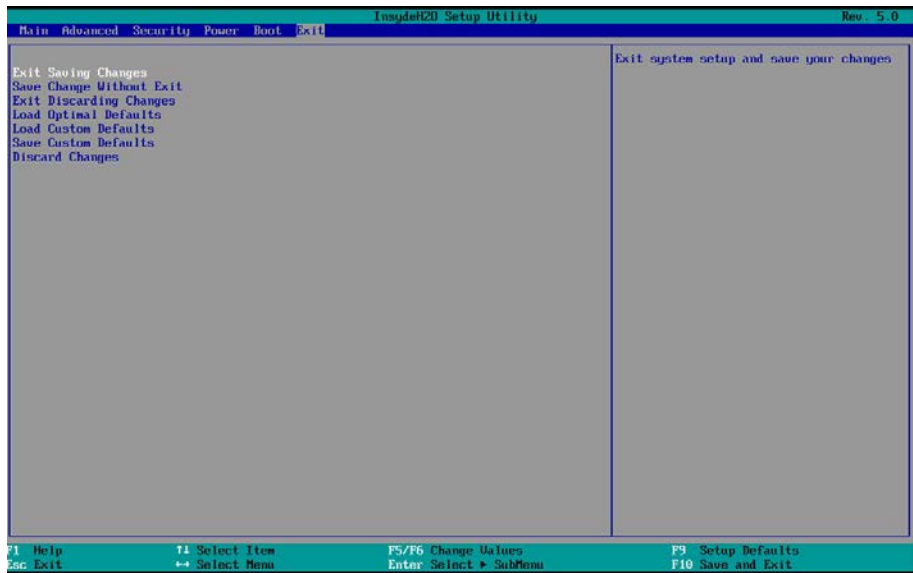 InsydeH20 Setup Utility Rev. 5.0
Main Advanced Security Power Boot Exit
Exit Saving Changes
Save Change Without Exit
Exit Discarding Changes
Load Optimal Defaults
Load Custom Defaults
Save Custom Defaults
Discard Changes
Exit system setup and save your changes
F1 Help ↑↓ Select Item F5/F6 Change Values F9 Setup Defaults
Esc Exit ↔ Select Menu Enter Select ► SubMenu F10 Save and Exit